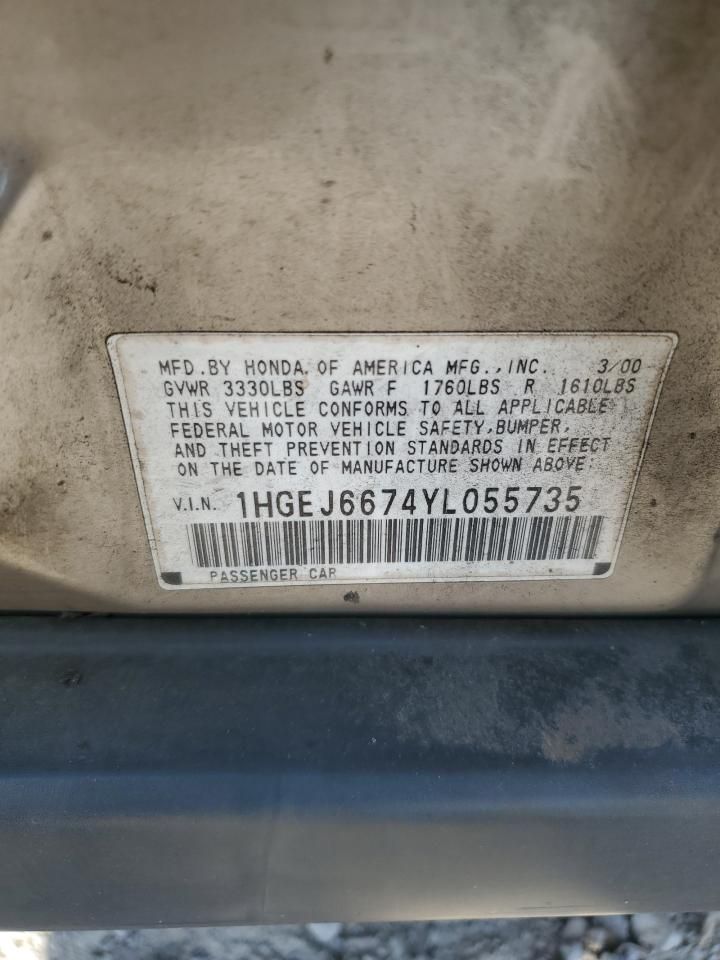 MFD.BY HONDA OF AMERICA MFG.,INC. 3/00
GVWR 3330LBS GAWR F 1760LBS R 1610LBS
THIS VEHICLE CONFORMS TO ALL APPLICABLE
FEDERAL MOTOR VEHICLE SAFETY,BUMPER,
AND THEFT PREVENTION STANDARDS IN EFFECT
ON THE DATE OF MANUFACTURE SHOWN ABOVE.
V.I.N. 1HGEJ6674YL055735
PASSENGER CAR